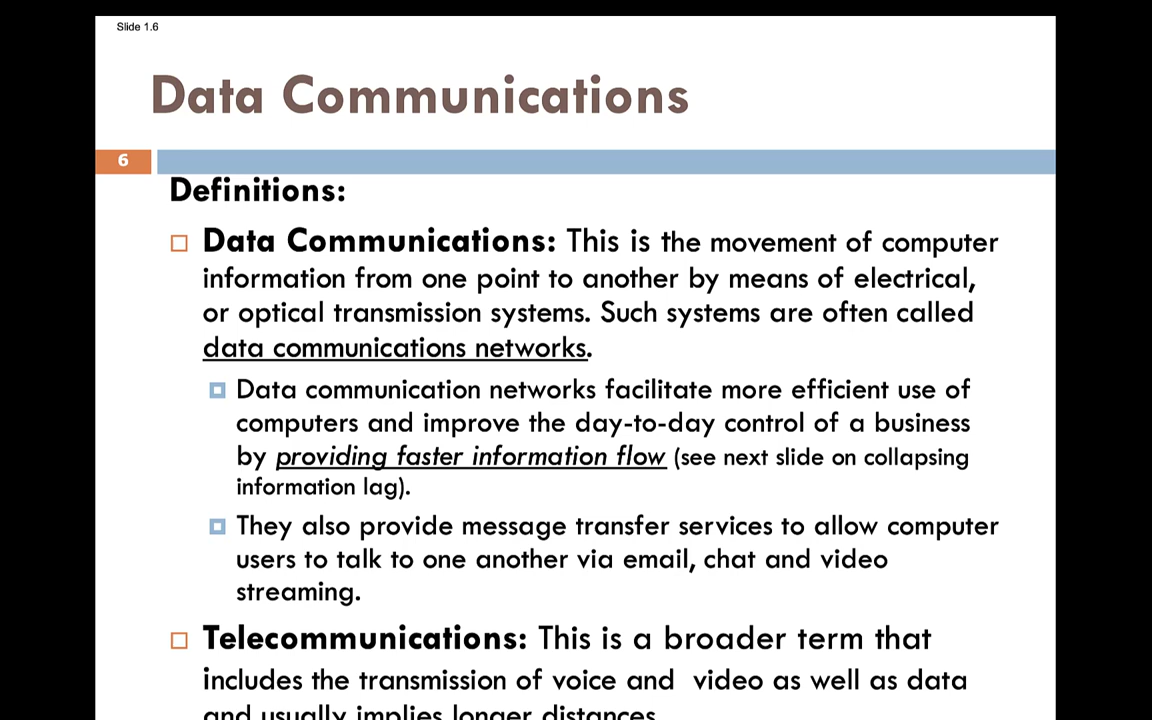 Slide 1.6
Data Communications
6
Definitions:
Data Communications: This is the movement of computer
information from one point to another by means of electrical,
or optical transmission systems. Such systems are often called
data communications networks.
Data communication networks facilitate more efficient use of
computers and improve the day-to-day control of a business
by providing faster information flow (see next slide on collapsing
information lag).
They also provide message transfer services to allow computer
users to talk to one another via email, chat and video
streaming.
Telecommunications: This is a broader term that
includes the transmission of voice and  video as well as data
and usually implies longer distances